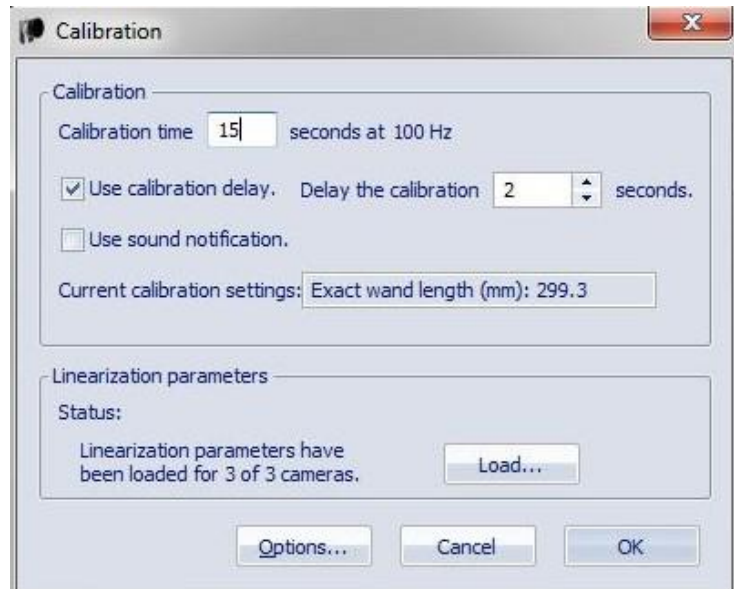 Calibration
Calibration
Calibration time 15 seconds at 100 Hz
Use calibration delay. Delay the calibration 2 seconds.
Use sound notification.
Current calibration settings: Exact wand length (mm): 299.3
Linearization parameters
Status:
Linearization parameters have
been loaded for 3 of 3 cameras.
Load...
Options... Cancel OK